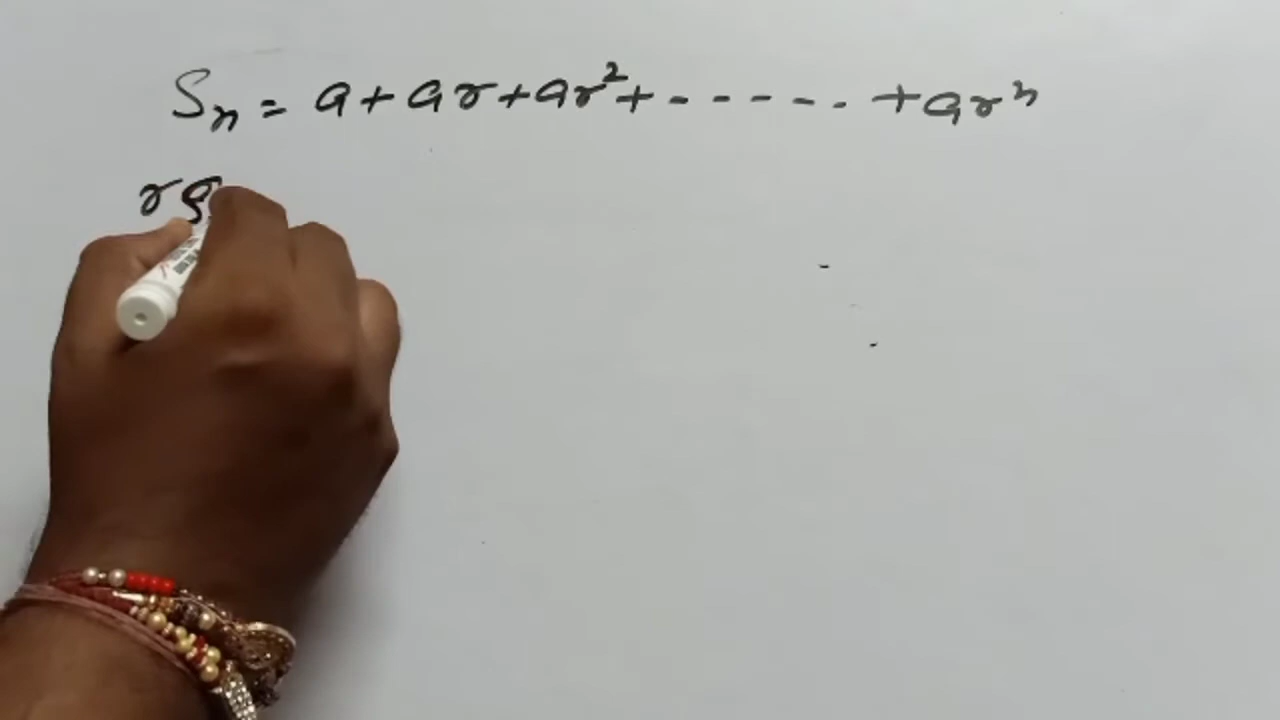 Sₙ = a + ar + ar² + - - - - - - + arⁿ
rS